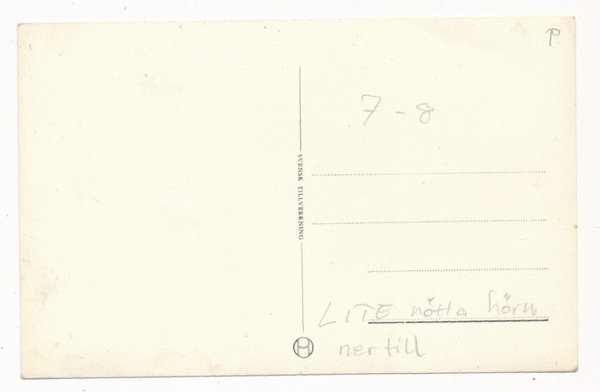 P
7-8
SVENSK TILLVERKNING
LITE nötta hörn
ner till
H